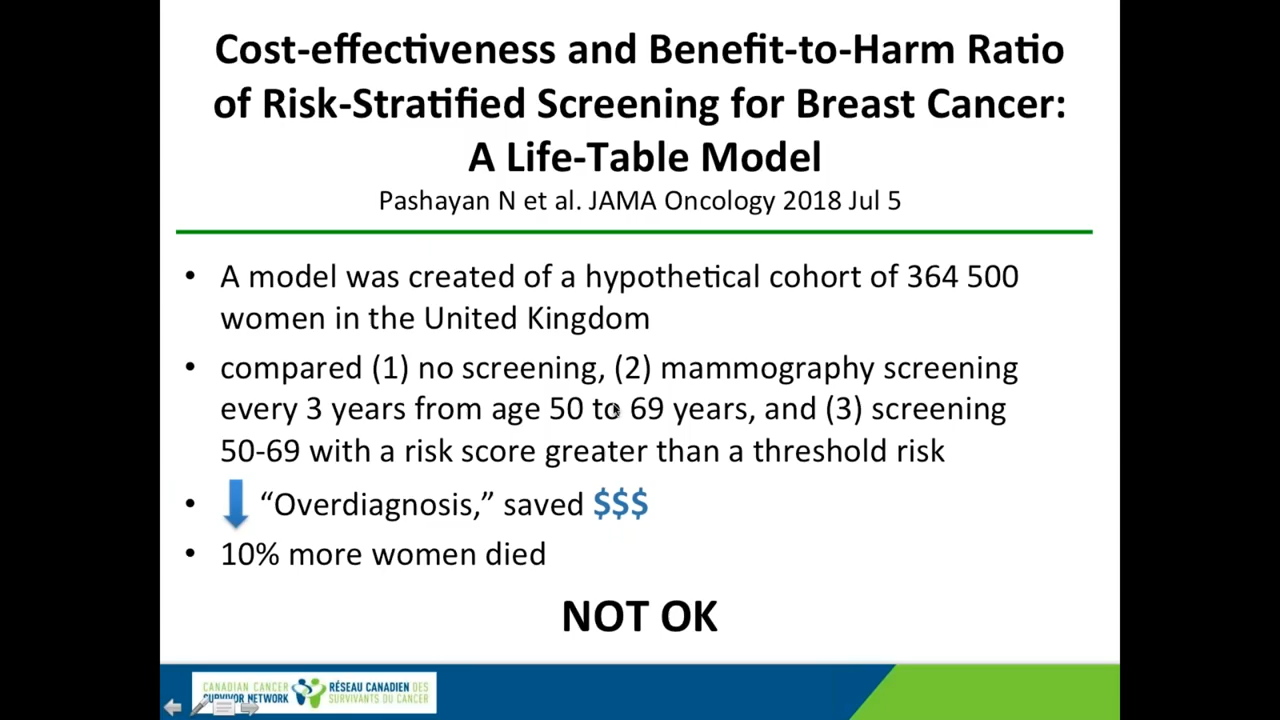 Cost-effectiveness and Benefit-to-Harm Ratio
of Risk-Stratified Screening for Breast Cancer:
A Life-Table Model
Pashayan N et al. JAMA Oncology 2018 Jul 5
• A model was created of a hypothetical cohort of 364 500
women in the United Kingdom
• compared (1) no screening, (2) mammography screening
every 3 years from age 50 to 69 years, and (3) screening
50-69 with a risk score greater than a threshold risk
• “Overdiagnosis,” saved $$$
• 10% more women died
NOT OK
CANADIAN CANCER
SURVIVOR NETWORK
RÉSEAU CANADIEN DES
SURVIVANTS DU CANCER